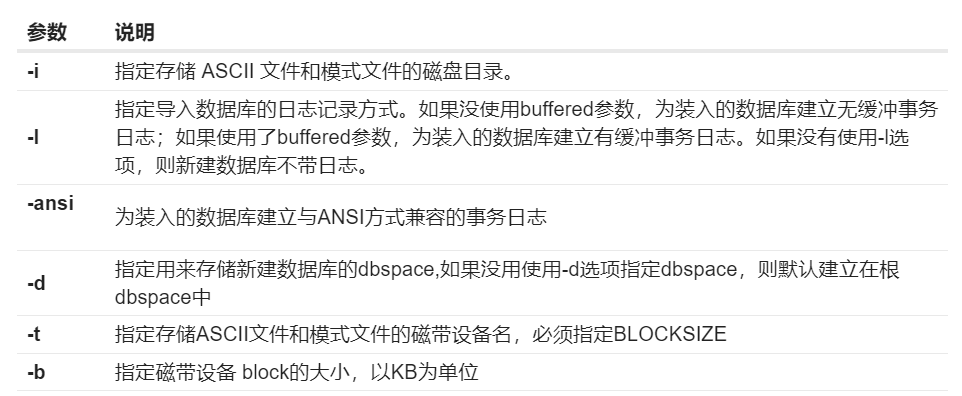 参数 说明
-i 指定存储 ASCII 文件和模式文件的磁盘目录。
指定导入数据库的日志记录方式。如果没使用buffered参数，为装入的数据库建立无缓冲事务
-l 日志；如果使用了buffered参数，为装入的数据库建立有缓冲事务日志。如果没有使用-l选
项，则新建数据库不带日志。
-ansi 为装入的数据库建立与ANSI方式兼容的事务日志
-d 指定用来存储新建数据库的dbspace,如果没用使用-d选项指定dbspace，则默认建立在根
dbspace中
-t 指定存储ASCII文件和模式文件的磁带设备名，必须指定BLOCKSIZE
-b 指定磁带设备 block的大小，以KB为单位